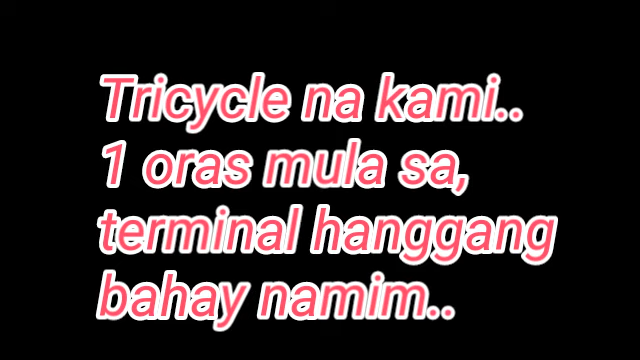 Tricycle na kami..
1 oras mula sa,
terminal hanggang
bahay namim..